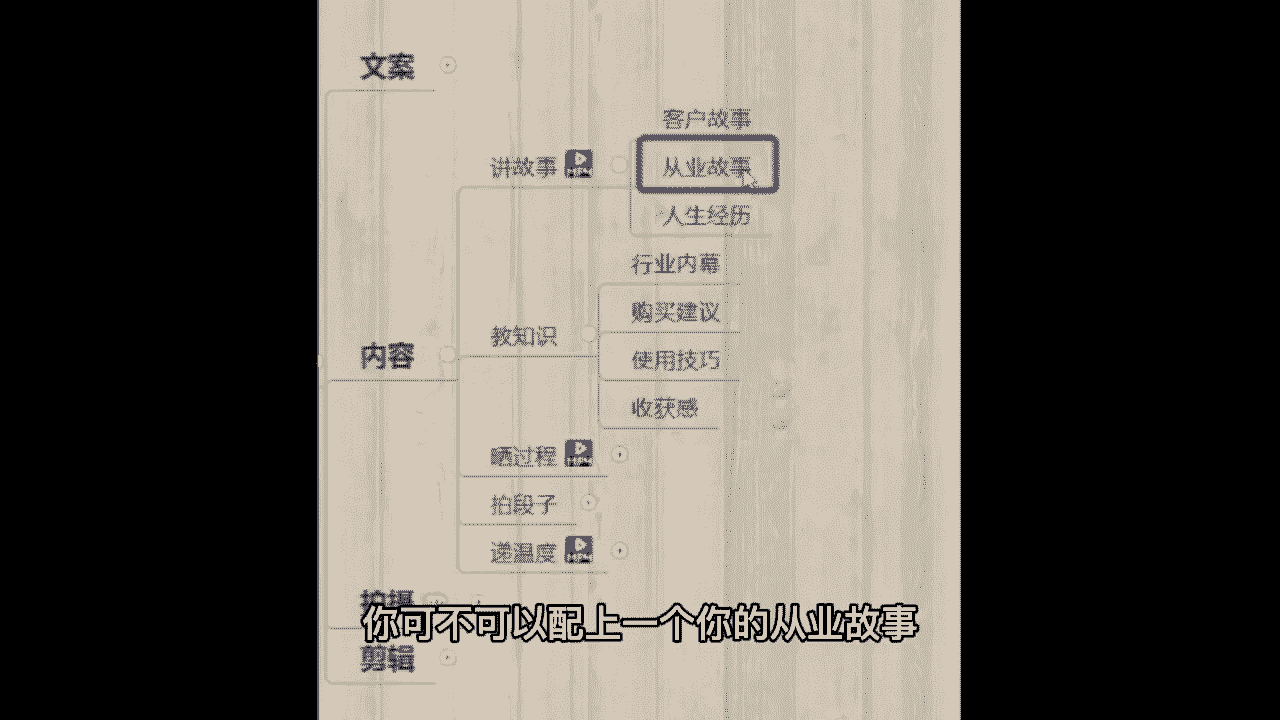 文案
客户故事
讲故事
从业故事
人生经历
行业内幕
购买建议
教知识
内容
使用技巧
收获感
晒过程
拍段子
递温度
拍摄
你可不可以配上一个你的从业故事
剪辑